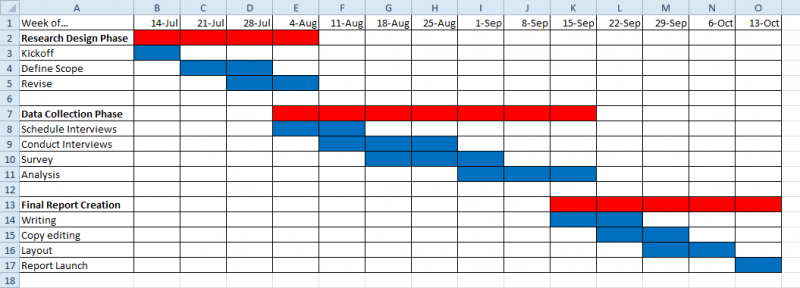 A B C D E F G H I J K L M N O
1 Week of... 14-Jul 21-Jul 28-Jul 4-Aug 11-Aug 18-Aug 25-Aug 1-Sep 8-Sep 15-Sep 22-Sep 29-Sep 6-Oct 13-Oct
2 Research Design Phase
3 Kickoff
4 Define Scope
5 Revise
6
7 Data Collection Phase
8 Schedule Interviews
9 Conduct Interviews
10 Survey
11 Analysis
12
13 Final Report Creation
14 Writing
15 Copy editing
16 Layout
17 Report Launch
18